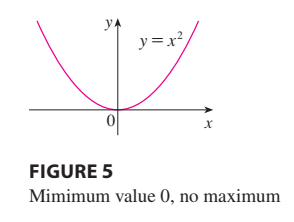 y
y = x²
0
x
FIGURE 5
Mimimum value 0, no maximum